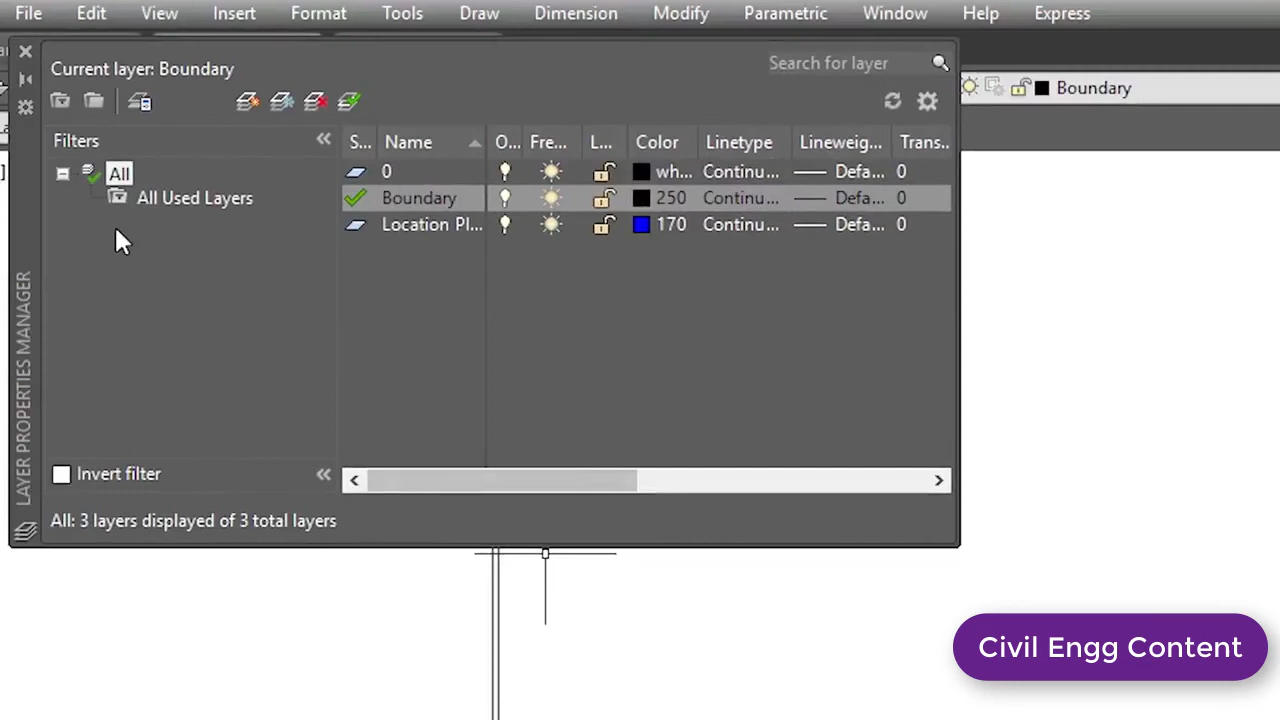 File Edit View Insert Format Tools Draw Dimension Modify Parametric Window Help Express
Current layer: Boundary
Search for layer
Boundary
Filters
S... Name O... Fre... L... Color Linetype Lineweig... Trans..
All
All Used Layers
0 wh... Continu... Defa... 0
Boundary 250 Continu... Defa... 0
Location Pl... 170 Continu... Defa... 0
LAYER PROPERTIES MANAGER
Invert filter
All: 3 layers displayed of 3 total layers
Civil Engg Content